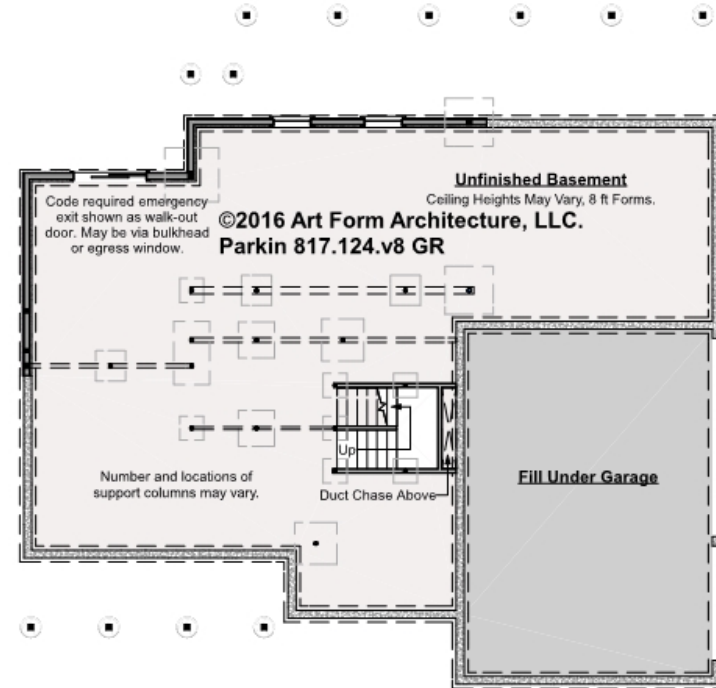 Unfinished Basement
Ceiling Heights May Vary, 8 ft Forms.
Code required emergency
exit shown as walk-out
door. May be via bulkhead
or egress window.
©2016 Art Form Architecture, LLC.
Parkin 817.124.v8 GR
Up
Number and locations of
support columns may vary.
Duct Chase Above
Fill Under Garage